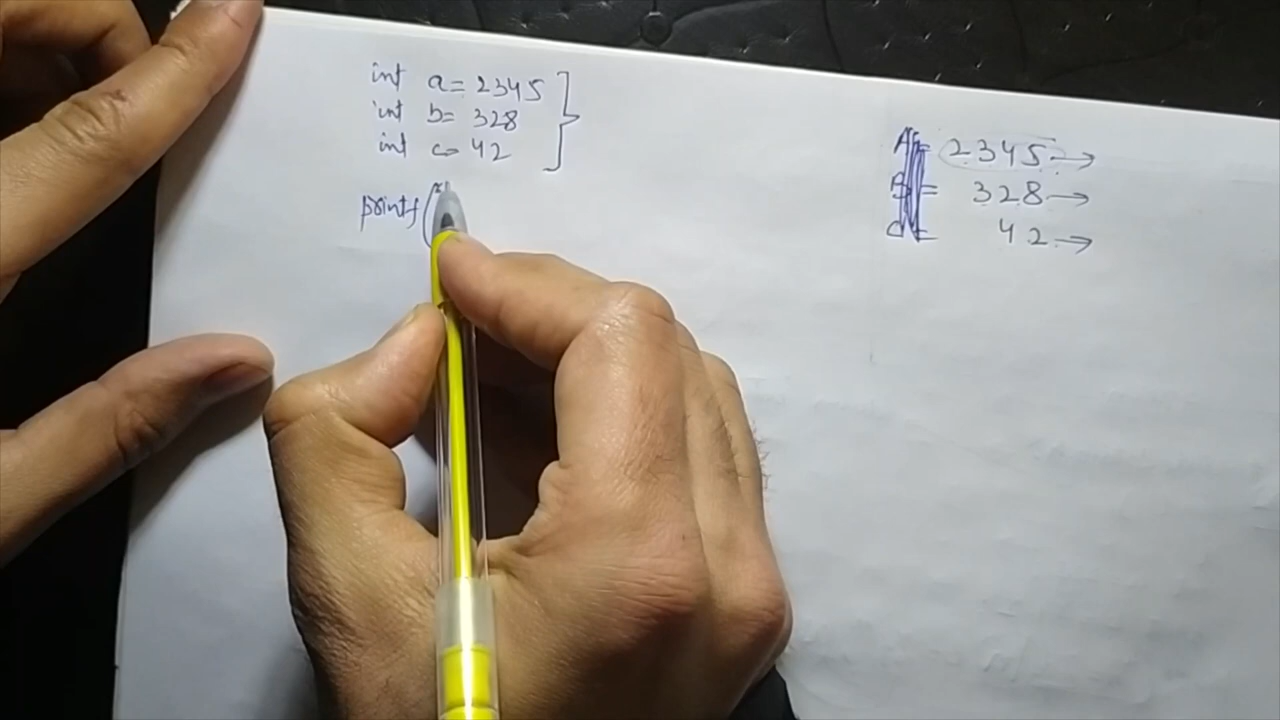 int a= 2345 }
int b= 328
int c= 42
printf("
2345 →
328 →
42 →